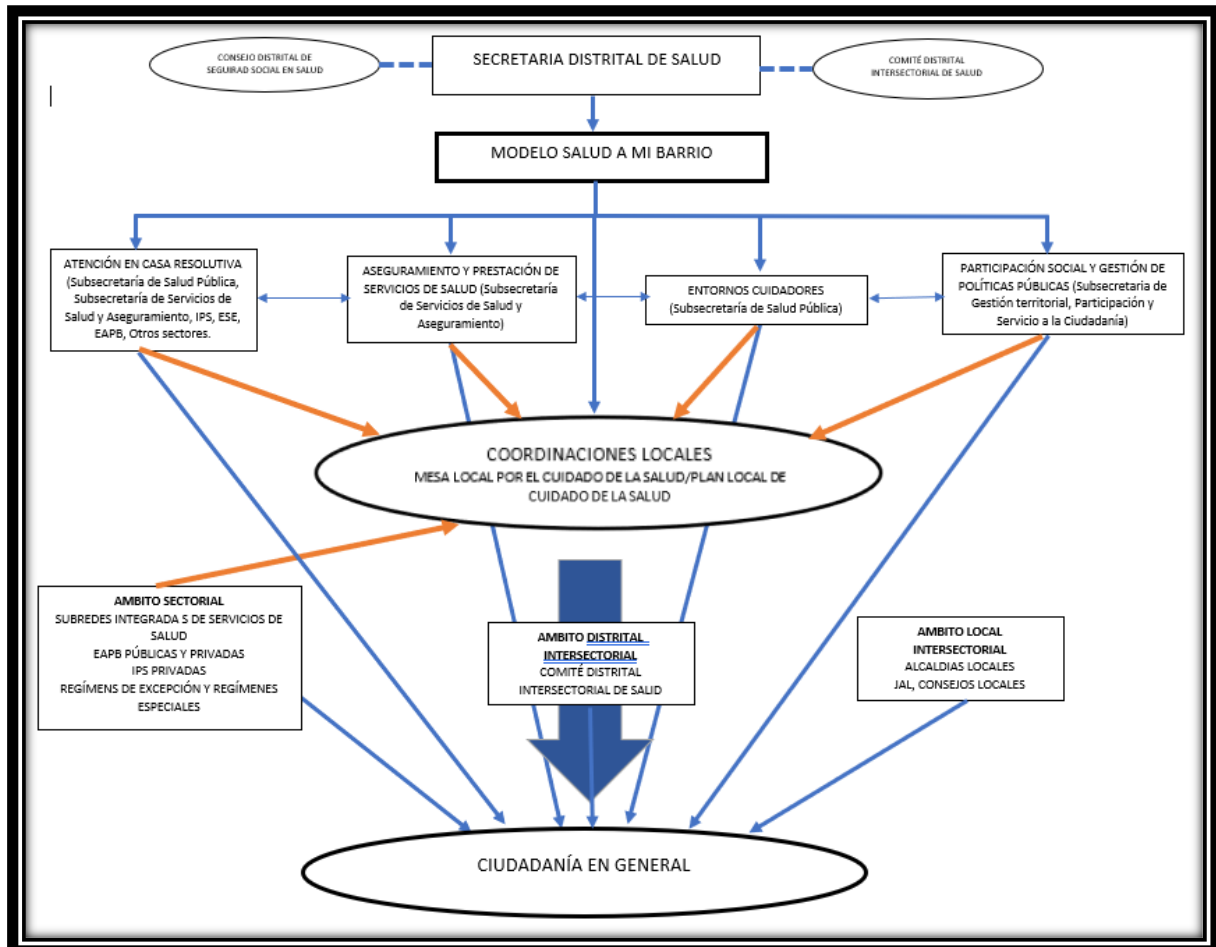 CONSEJO DISTRITAL DE
SEGUIRAD SOCIAL EN SALUD
SECRETARIA DISTRITAL DE SALUD
COMITÉ DISTRITAL
INTERSECTORIAL DE SALUD
MODELO SALUD A MI BARRIO
ATENCIÓN EN CASA RESOLUTIVA
(Subsecretaría de Salud Pública,
Subsecretaría de Servicios de
Salud y Aseguramiento, IPS, ESE,
EAPB, Otros sectores.
ASEGURAMIENTO Y PRESTACIÓN DE
SERVICIOS DE SALUD (Subsecretaría
de Servicios de Salud y
Aseguramiento)
ENTORNOS CUIDADORES
(Subsecretaría de Salud Pública)
PARTICIPACIÓN SOCIAL Y GESTIÓN DE
POLÍTICAS PÚBLICAS (Subsecretaria de
Gestión territorial, Participación y
Servicio a la Ciudadanía)
COORDINACIONES LOCALES
MESA LOCAL POR EL CUIDADO DE LA SALUD/PLAN LOCAL DE
CUIDADO DE LA SALUD
AMBITO SECTORIAL
SUBREDES INTEGRADA S DE SERVICIOS DE
SALUD
EAPB PÚBLICAS Y PRIVADAS
IPS PRIVADAS
REGÍMENS DE EXCEPCIÓN Y REGÍMENES
ESPECIALES
AMBITO DISTRITAL
INTERSECTORIAL
COMITÉ DISTRITAL
INTERSECTORIAL DE SALID
AMBITO LOCAL
INTERSECTORIAL
ALCALDIAS LOCALES
JAL, CONSEJOS LOCALES
CIUDADANÍA EN GENERAL